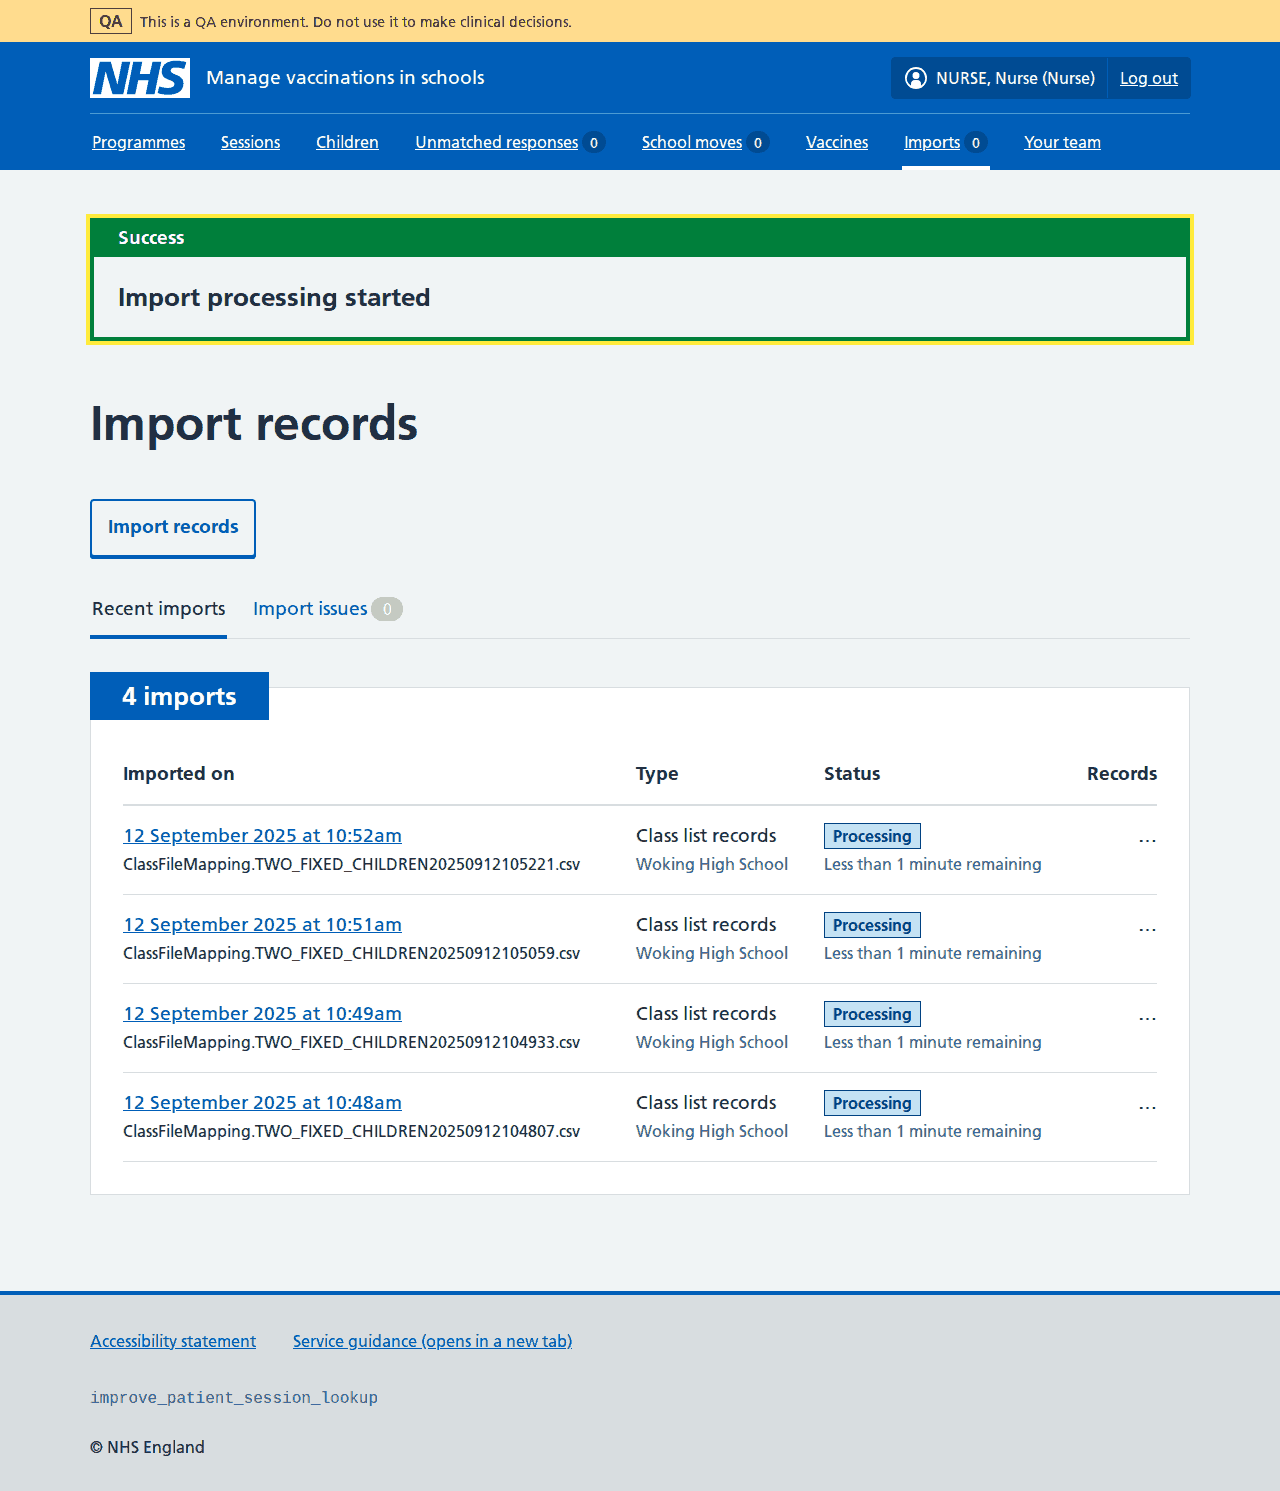 QA This is a QA environment. Do not use it to make clinical decisions.
NHS Manage vaccinations in schools NURSE, Nurse (Nurse) Log out
Programmes Sessions Children Unmatched responses 0 School moves 0 Vaccines Imports 0 Your team
Success
Import processing started
Import records
Import records
Recent imports Import issues 0
4 imports
Imported on Type Status Records
12 September 2025 at 10:52am Class list records Processing ...
ClassFileMapping.TWO_FIXED_CHILDREN20250912105221.csv Woking High School Less than 1 minute remaining
12 September 2025 at 10:51am Class list records Processing ...
ClassFileMapping.TWO_FIXED_CHILDREN20250912105059.csv Woking High School Less than 1 minute remaining
12 September 2025 at 10:49am Class list records Processing ...
ClassFileMapping.TWO_FIXED_CHILDREN20250912104933.csv Woking High School Less than 1 minute remaining
12 September 2025 at 10:48am Class list records Processing ...
ClassFileMapping.TWO_FIXED_CHILDREN20250912104807.csv Woking High School Less than 1 minute remaining
Accessibility statement Service guidance (opens in a new tab)
improve_patient_session_lookup
© NHS England